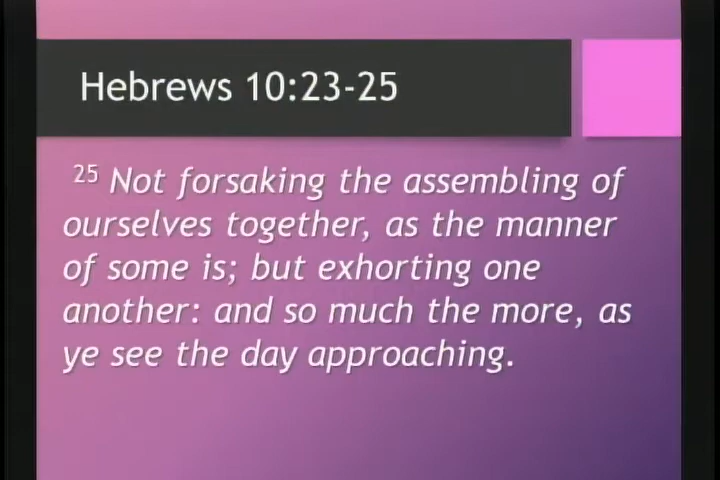 Hebrews 10:23-25
25 Not forsaking the assembling of
ourselves together, as the manner
of some is; but exhorting one
another: and so much the more, as
ye see the day approaching.